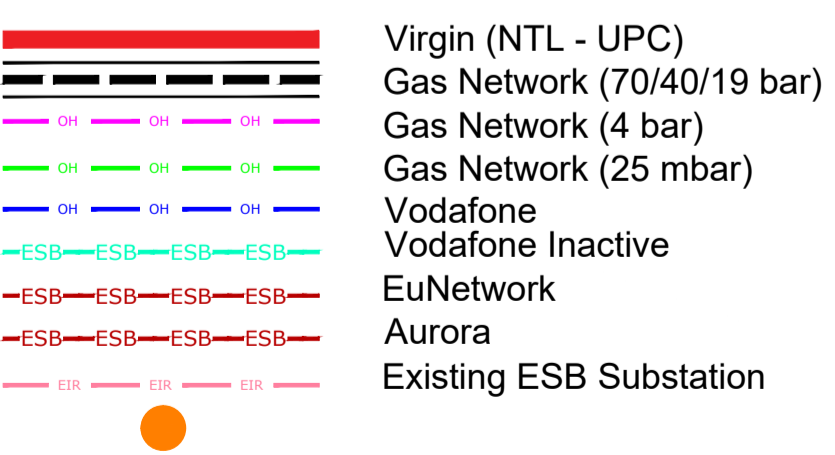 Virgin (NTL - UPC)
Gas Network (70/40/19 bar)
OH OH OH Gas Network (4 bar)
OH OH OH Gas Network (25 mbar)
OH OH OH Vodafone
ESB ESB ESB ESB Vodafone Inactive
ESB ESB ESB ESB EuNetwork
ESB ESB ESB ESB Aurora
EIR EIR EIR Existing ESB Substation